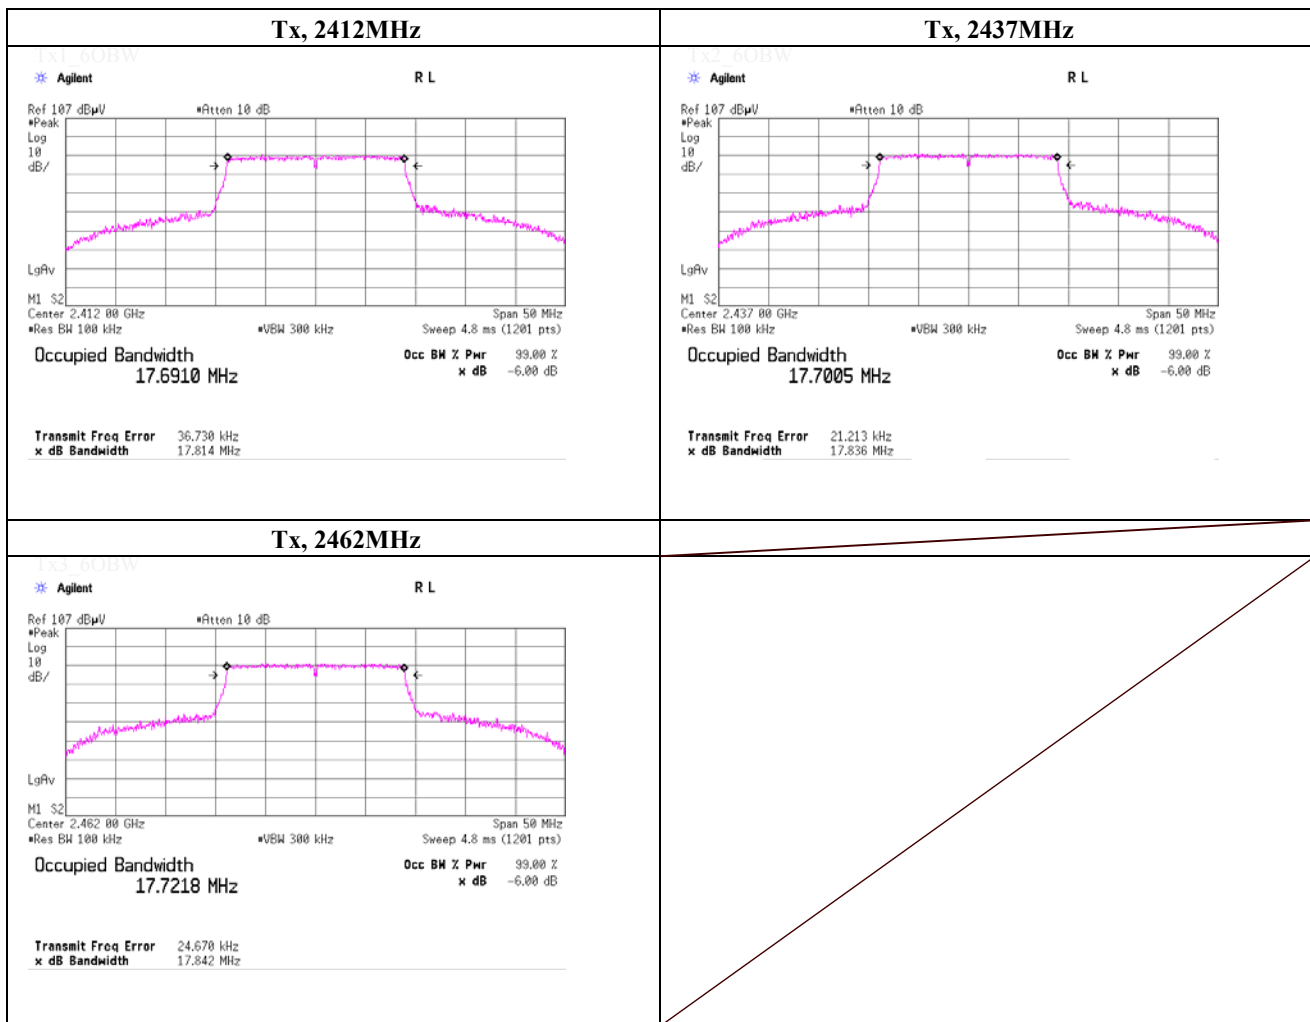 Tx, 2412MHz
Tx1_6OBW
Agilent R L
Ref 107 dBµV #Atten 10 dB
#Peak
Log
10
dB/
LgAv
M1 S2
Center 2.412 00 GHz Span 50 MHz
#Res BW 100 kHz #VBW 300 kHz Sweep 4.8 ms (1201 pts)
Occupied Bandwidth Occ BW % Pwr 99.00 %
17.6910 MHz x dB -6.00 dB
Transmit Freq Error 36.730 kHz
x dB Bandwidth 17.814 MHz
Tx, 2437MHz
Tx2_6OBW
Agilent R L
Ref 107 dBµV #Atten 10 dB
#Peak
Log
10
dB/
LgAv
M1 S2
Center 2.437 00 GHz Span 50 MHz
#Res BW 100 kHz #VBW 300 kHz Sweep 4.8 ms (1201 pts)
Occupied Bandwidth Occ BW % Pwr 99.00 %
17.7005 MHz x dB -6.00 dB
Transmit Freq Error 21.213 kHz
x dB Bandwidth 17.836 MHz
Tx, 2462MHz
Tx3_6OBW
Agilent R L
Ref 107 dBµV #Atten 10 dB
#Peak
Log
10
dB/
LgAv
M1 S2
Center 2.462 00 GHz Span 50 MHz
#Res BW 100 kHz #VBW 300 kHz Sweep 4.8 ms (1201 pts)
Occupied Bandwidth Occ BW % Pwr 99.00 %
17.7218 MHz x dB -6.00 dB
Transmit Freq Error 24.670 kHz
x dB Bandwidth 17.842 MHz